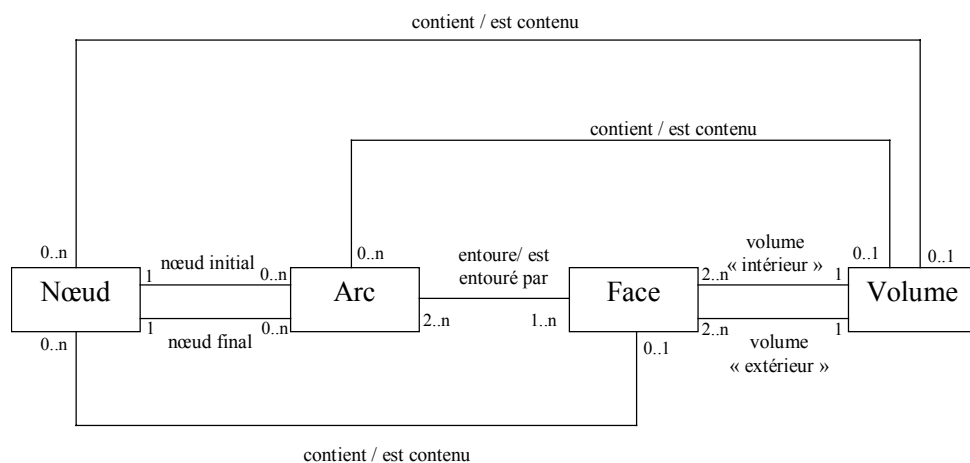 contient / est contenu
contient / est contenu
0..n
nœud initial
0..n
entoure/ est
entouré par
volume
« intérieur »
0..1
0..1
1
0..n
2..n
1
Nœud
Arc
Face
Volume
1
0..n
2..n
1..n
2..n
1
0..n
nœud final
0..1
volume
« extérieur »
contient / est contenu